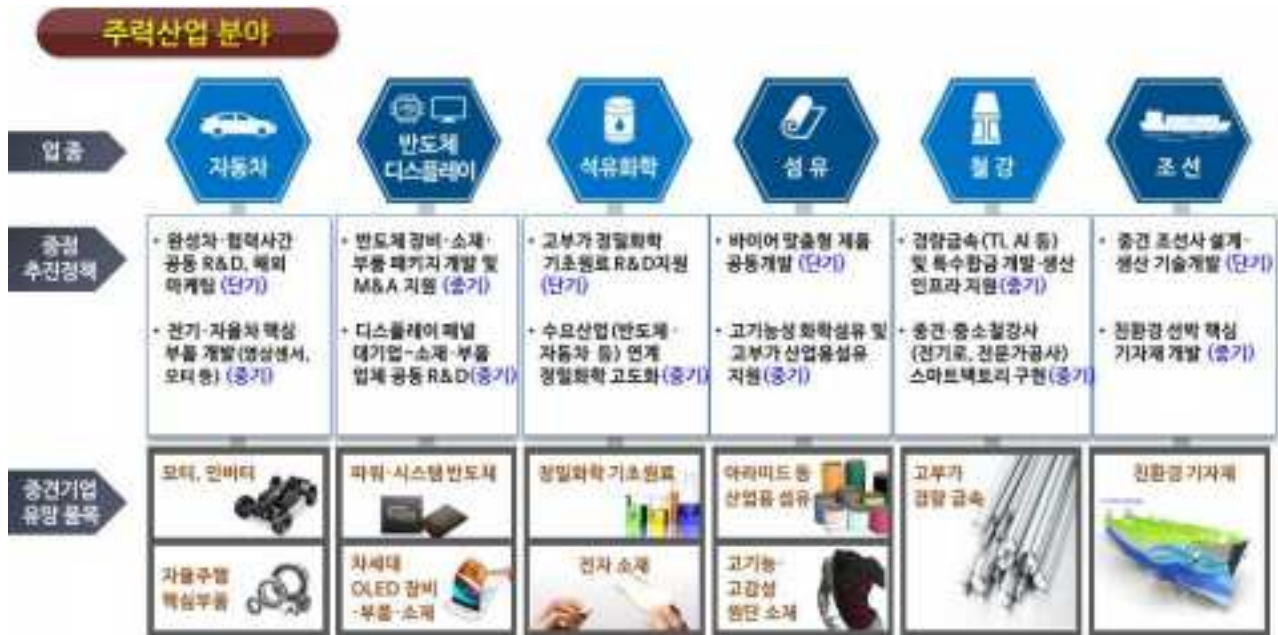 주력산업 분야
업 종
자동차
반도체
디스플레이
석유화학
섬 유
철 강
조 선
중점
추진정책
• 완성차·협력사간
공동 R&D, 해외
마케팅 (단기)
• 전기·자율차 핵심
부품 개발(영상센서,
모터 등) (중기)
• 반도체 장비·소재·
부품 패키지 개발 및
M&A 지원 (중기)
• 디스플레이 패널
대기업-소재·부품
업체 공동 R&D(중기)
• 고부가 정밀화학
기초원료 R&D지원
(단기)
• 수요산업(반도체·
자동차 등) 연계
정밀화학 고도화(중기)
• 바이어 맞춤형 제품
공동개발 (단기)
• 고기능성 화학섬유 및
고부가 산업용섬유
지원(중기)
• 경량금속(Ti, Al 등)
및 특수합금 개발·생산
인프라 지원(중기)
• 중견·중소철강사
(전기로, 전문가공사)
스마트팩토리 구현(중기)
• 중견 조선사 설계·
생산 기술개발 (단기)
• 친환경 선박 핵심
기자재 개발 (중기)
중견기업
유망 품목
모터, 인버터
자율주행
핵심부품
파워·시스템 반도체
차세대
OLED 장비
·부품·소재
정밀화학 기초원료
전자 소재
아라미드 등
산업용 섬유
고기능·
고감성
원단 소재
고부가
경량 금속
친환경 기자재